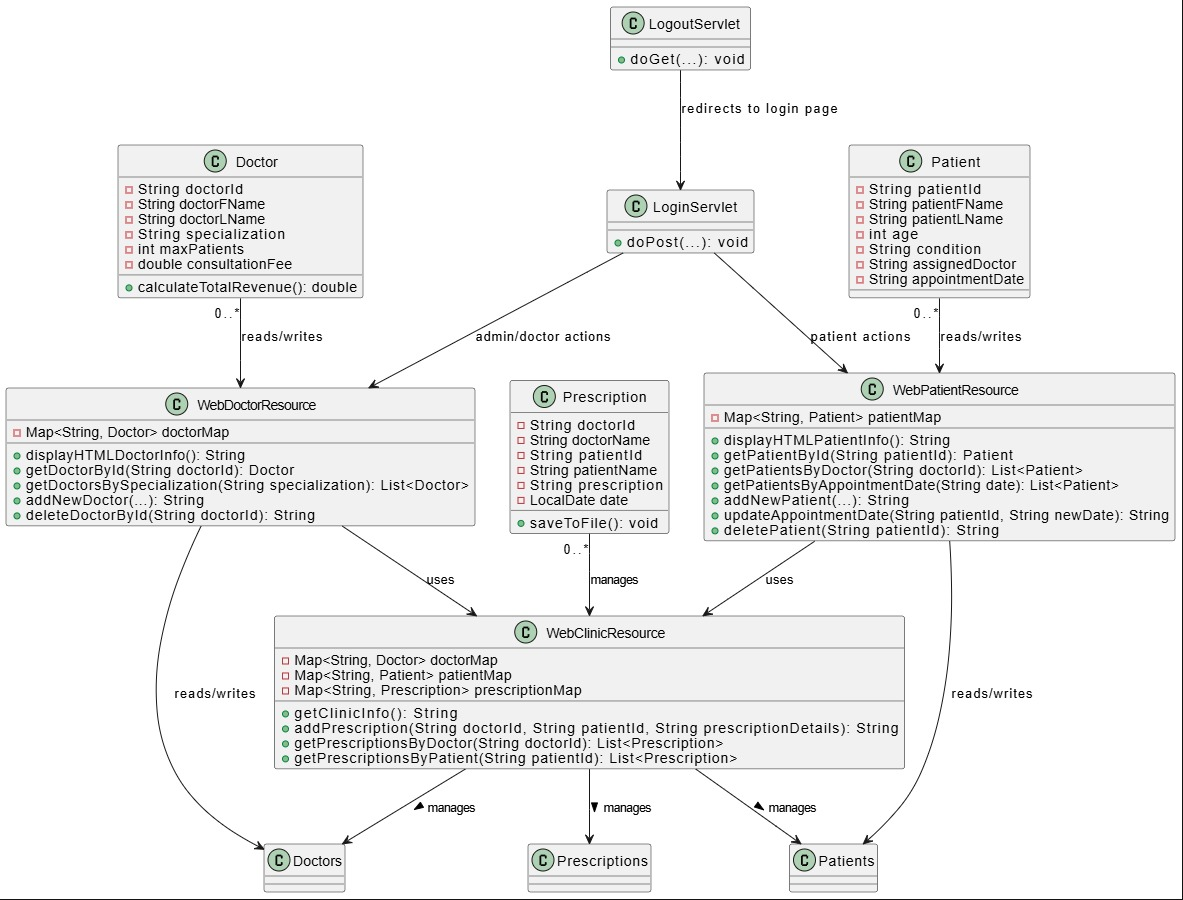 C LogoutServlet
doGet(...): void
redirects to login page
C Doctor
String doctorId
String doctorFName
String doctorLName
String specialization
int maxPatients
double consultationFee
calculateTotalRevenue(): double
0..*
reads/writes
C LoginServlet
doPost(...): void
admin/doctor actions
patient actions
C Patient
String patientId
String patientFName
String patientLName
int age
String condition
String assignedDoctor
String appointmentDate
0..*
reads/writes
C WebDoctorResource
Map<String, Doctor> doctorMap
displayHTMLDoctorInfo(): String
getDoctorById(String doctorId): Doctor
getDoctorsBySpecialization(String specialization): List<Doctor>
addNewDoctor(...): String
deleteDoctorById(String doctorId): String
C Prescription
String doctorId
String doctorName
String patientId
String patientName
String prescription
LocalDate date
saveToFile(): void
0..*
manages
C WebPatientResource
Map<String, Patient> patientMap
displayHTMLPatientInfo(): String
getPatientById(String patientId): Patient
getPatientsByDoctor(String doctorId): List<Patient>
getPatientsByAppointmentDate(String date): List<Patient>
addNewPatient(...): String
updateAppointmentDate(String patientId, String newDate): String
deletePatient(String patientId): String
uses
uses
reads/writes
reads/writes
C WebClinicResource
Map<String, Doctor> doctorMap
Map<String, Patient> patientMap
Map<String, Prescription> prescriptionMap
getClinicInfo(): String
addPrescription(String doctorId, String patientId, String prescriptionDetails): String
getPrescriptionsByDoctor(String doctorId): List<Prescription>
getPrescriptionsByPatient(String patientId): List<Prescription>
manages
manages
manages
C Doctors
C Prescriptions
C Patients